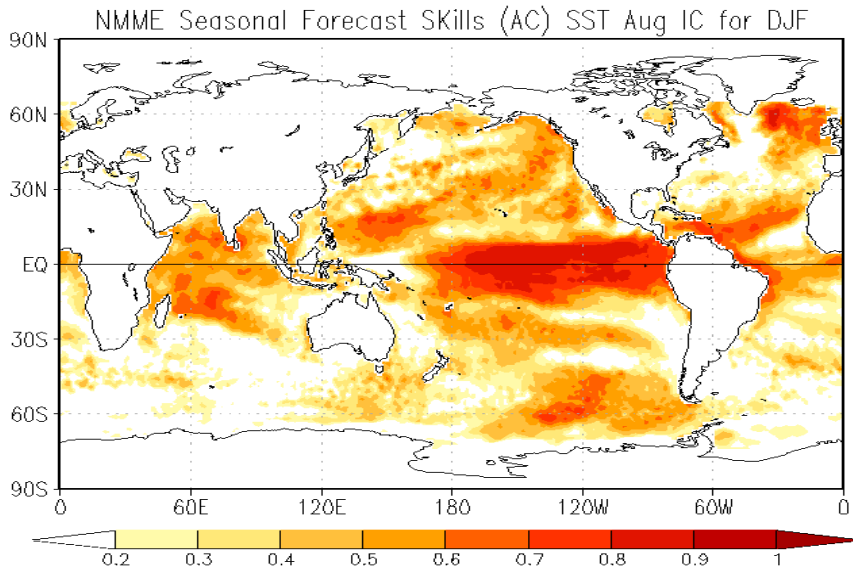 NMME Seasonal Forecast SKills (AC) SST Aug IC for DJF
90N
60N
30N
EQ
30S
60S
90S
0 60E 120E 180 120W 60W 0
0.2 0.3 0.4 0.5 0.6 0.7 0.8 0.9 1